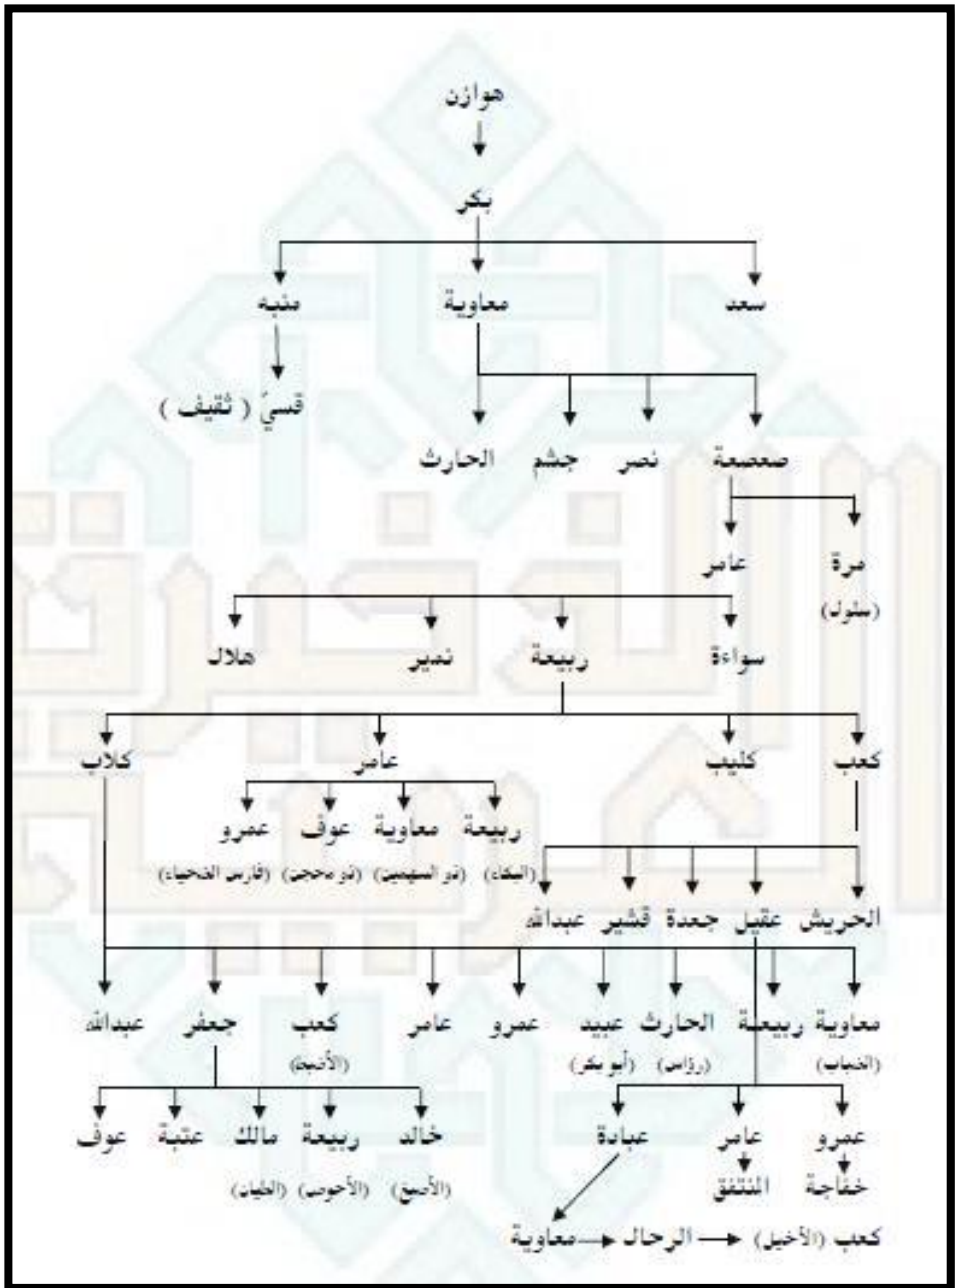 هوازن
بكر
سعد معاوية منبه
قسيّ ( ثقيف )
صعصعة نصر جشم الحارث
مرة عامر
(سلول)
سواءة ربيعة نمير هلال
كعب كليب عامر كلاب
ربيعة معاوية عوف عمرو
(البكاء) (ذو السهمين) (ذو محجن) (فارس الضحياء)
الحريش عقيل جعدة قشير عبدالله
معاوية ربيعة الحارث عبيد عمرو عامر كعب جعفر عبدالله
(الضباب) (رؤاس) (أبو بكر) (الأضبط)
عمرو عامر عبادة خالد ربيعة مالك عتبة عوف
خفاجة المنتفق (الأصبغ) (الأحوص) (الطيان)
كعب (الأخيل) الرحال معاوية
الذخيرة
العربية